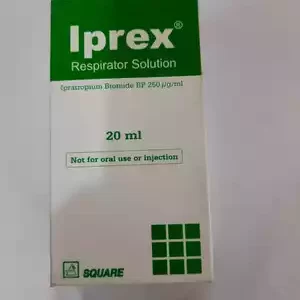 Iprex®
Respirator Solution
Ipratropium Bromide BP 250 µg/ml
20 ml
Not for oral use or injection
SQUARE